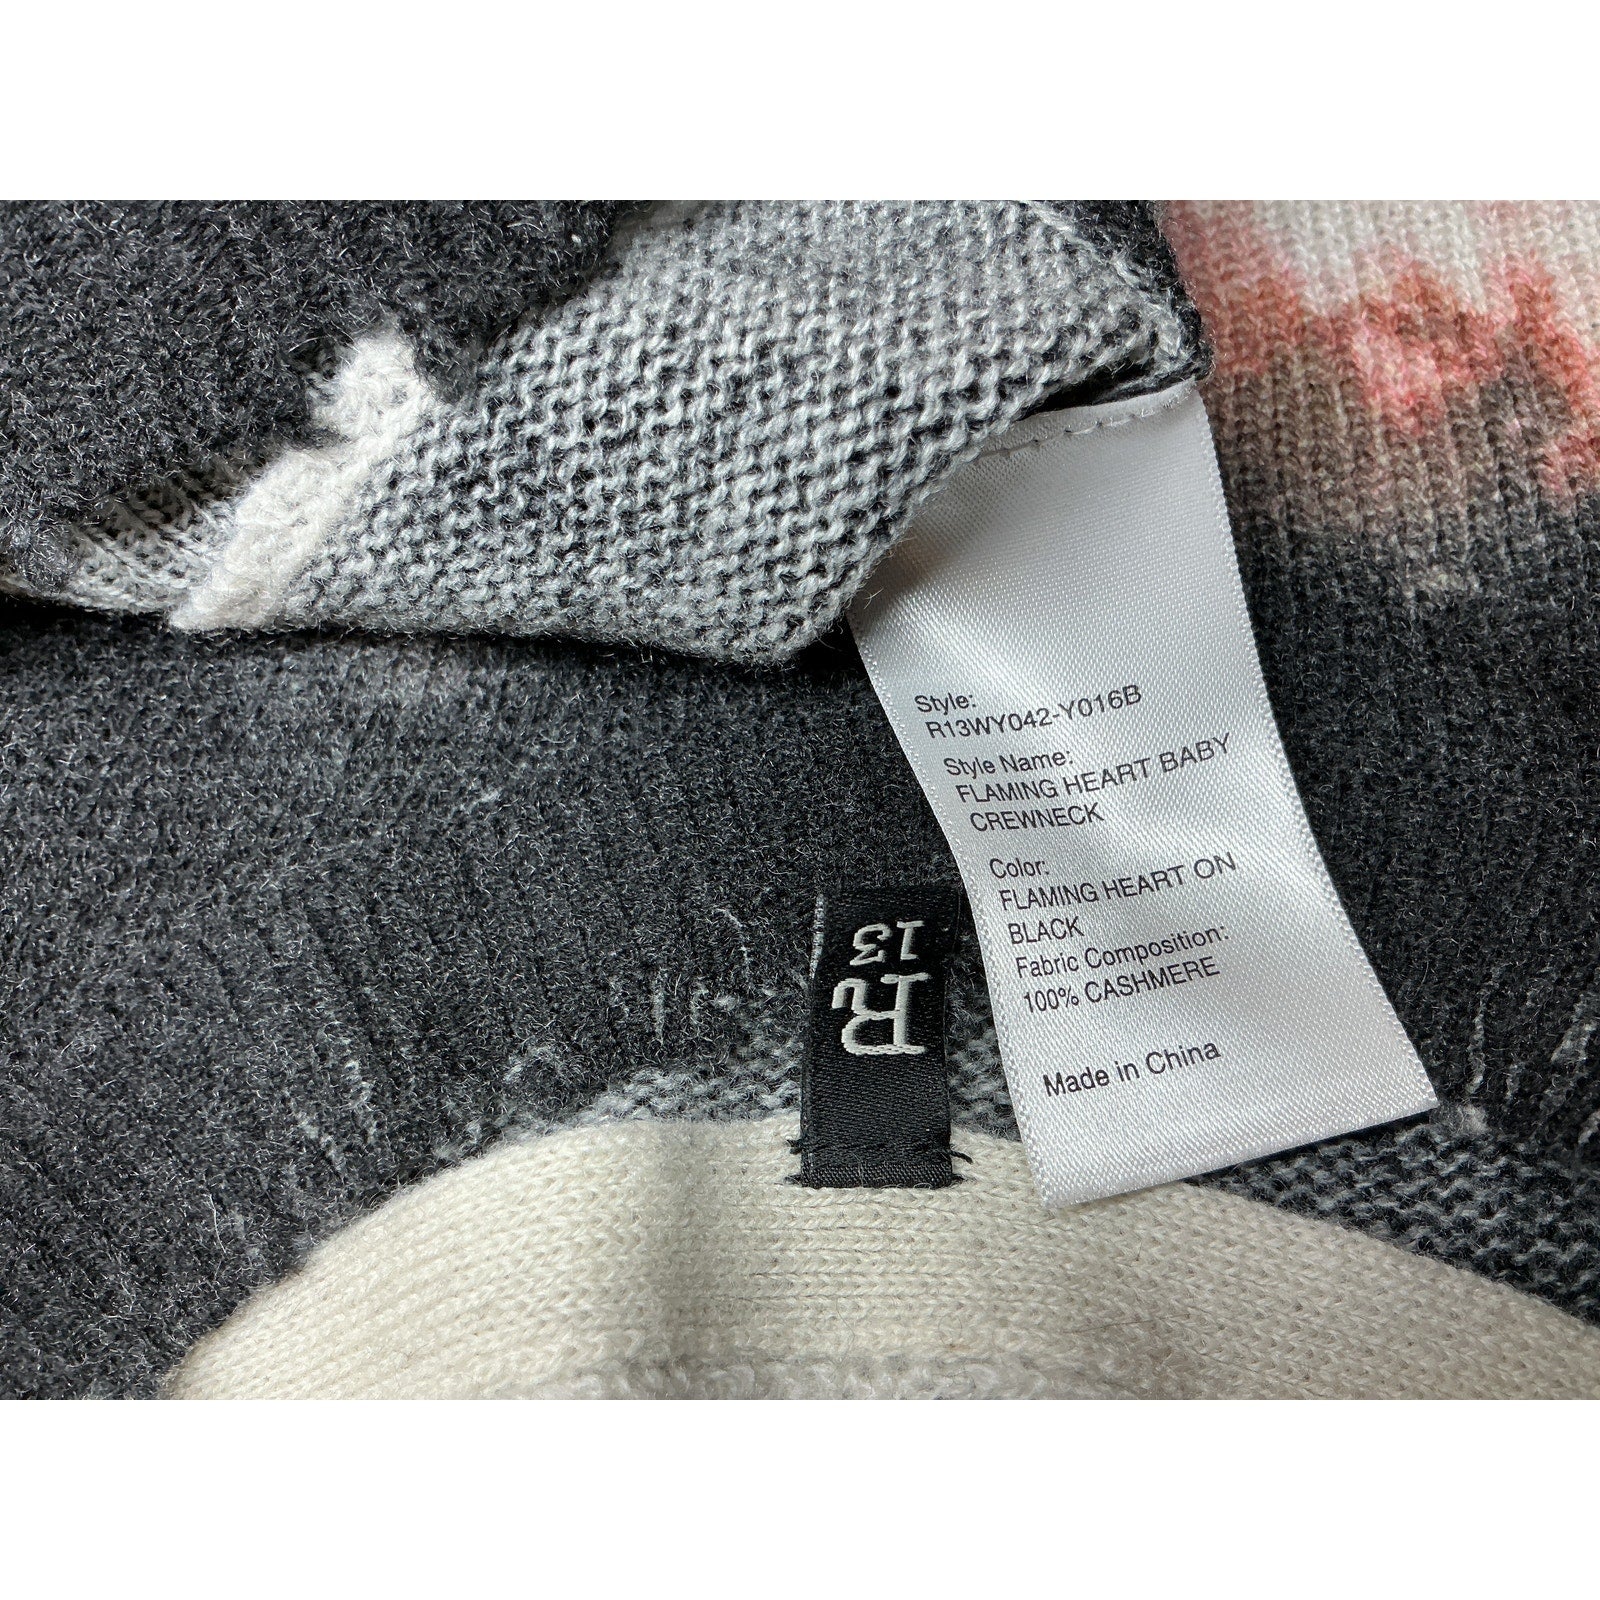 Style:
R13WY042-Y016B
Style Name:
FLAMING HEART BABY
CREWNECK
Color:
FLAMING HEART ON
BLACK
Fabric Composition:
100% CASHMERE
Made in China
R
13